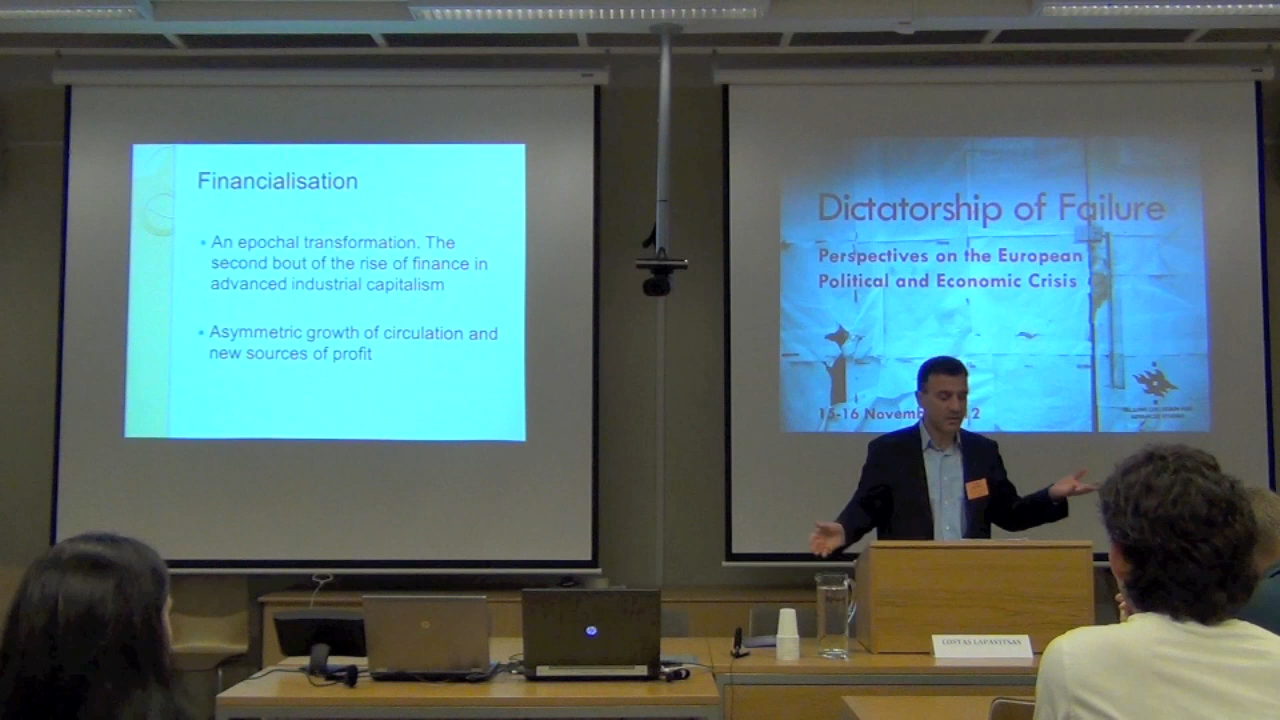 Financialisation
• An epochal transformation. The
second bout of the rise of finance in
advanced industrial capitalism
• Asymmetric growth of circulation and
new sources of profit
Dictatorship of Failure
Perspectives on the European
Political and Economic Crisis
15-16 Novemb 2
COSTAS LAPAVITSAS
hp